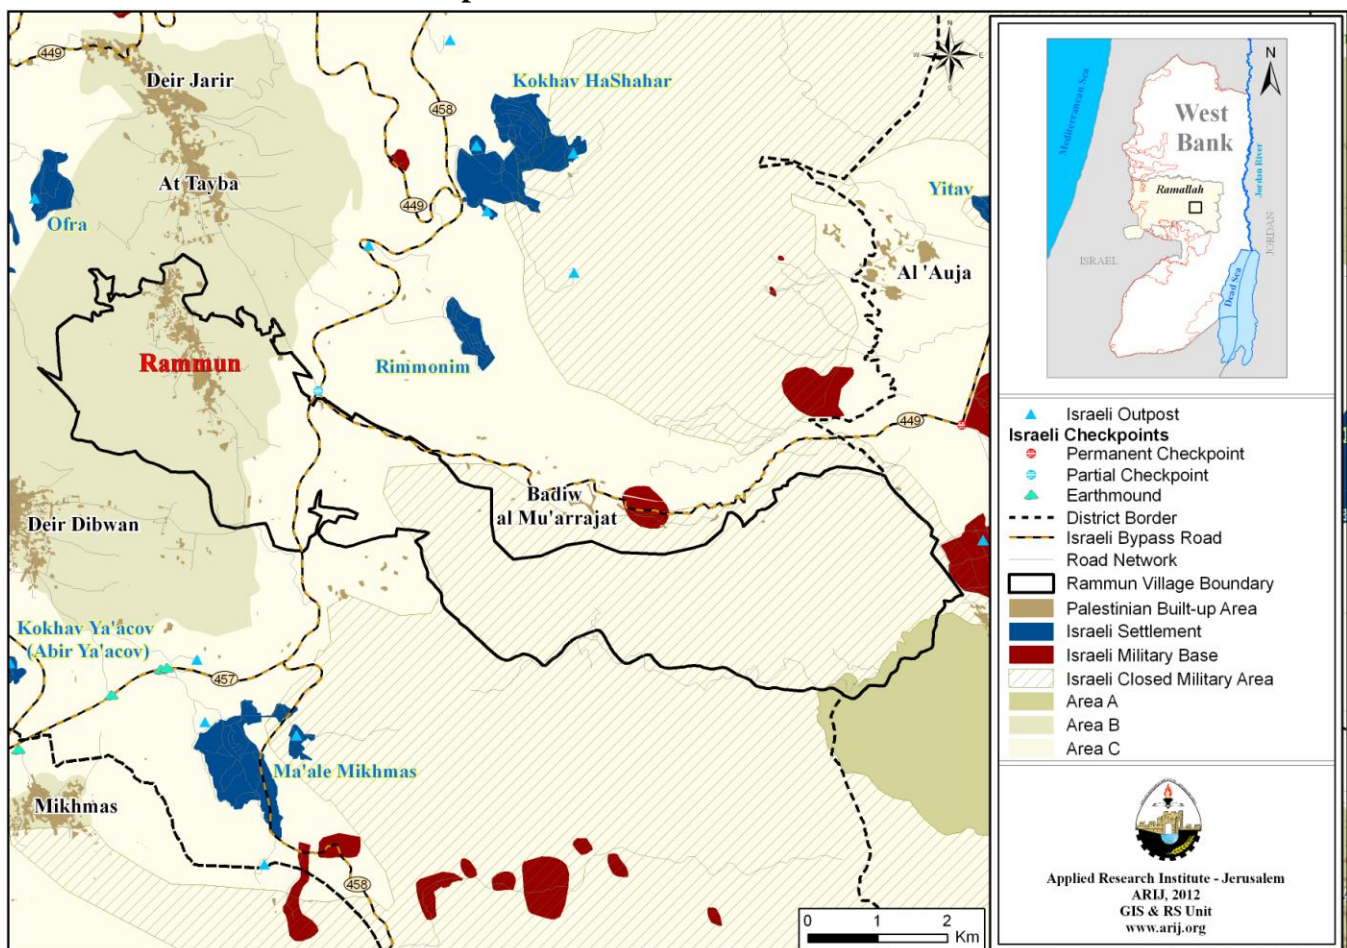 449
Deir Jarir
458
Kokhav HaShahar
N
W
E
S
At Tayba
Ofra
449
Yitav
Al 'Auja
Rammun
Rimmonim
449
Badiw
al Mu'arrajat
Deir Dibwan
Kokhav Ya'acov
(Abir Ya'acov)
457
Ma'ale Mikhmas
Mikhmas
458
0 1 2
Km
N
Mediterranean Sea
West
Bank
Jordan River
Ramallah
JORDAN
ISRAEL
Dead Sea
Israeli Outpost
Israeli Checkpoints
Permanent Checkpoint
Partial Checkpoint
Earthmound
District Border
Israeli Bypass Road
Road Network
Rammun Village Boundary
Palestinian Built-up Area
Israeli Settlement
Israeli Military Base
Israeli Closed Military Area
Area A
Area B
Area C
Applied Research Institute - Jerusalem
ARIJ, 2012
GIS & RS Unit
www.arij.org